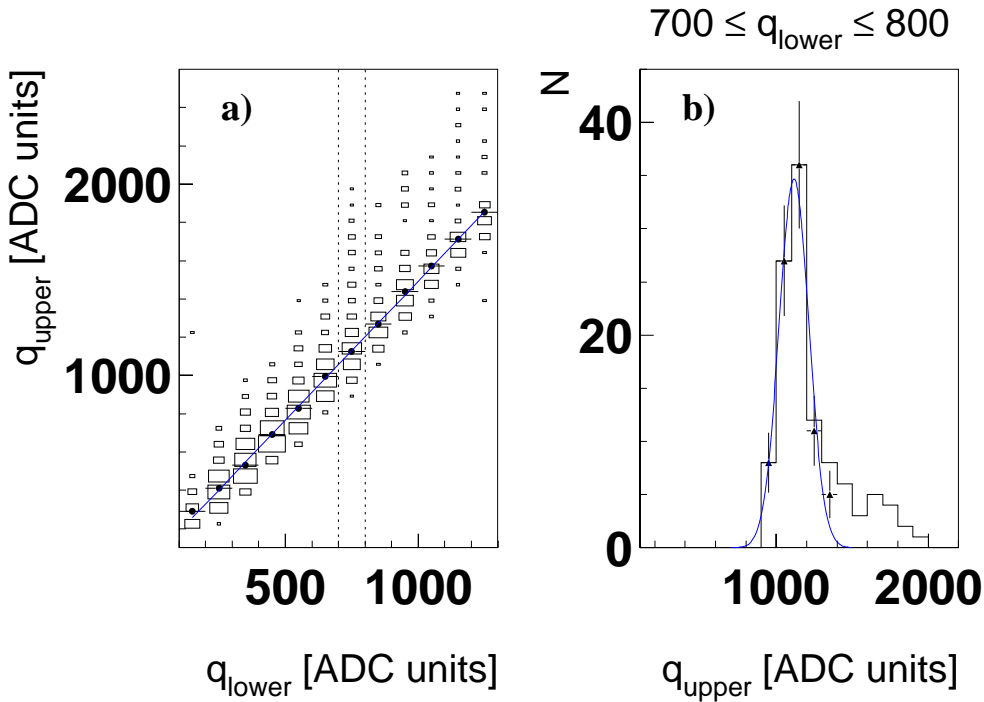 700 ≤ q_lower ≤ 800
a)
q_upper [ADC units]
2000
1000
500
1000
q_lower [ADC units]
b)
N
40
20
0
1000
2000
q_upper [ADC units]